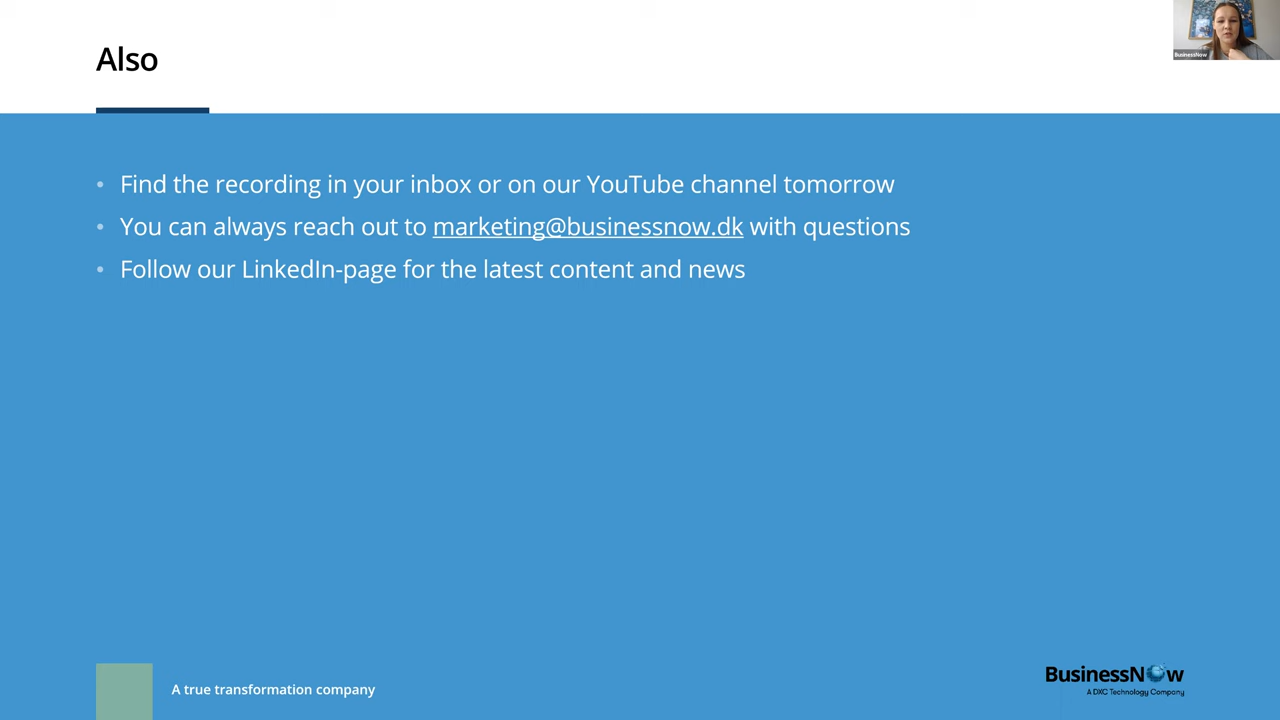 Also
BusinessNow
• Find the recording in your inbox or on our YouTube channel tomorrow
• You can always reach out to marketing@businessnow.dk with questions
• Follow our LinkedIn-page for the latest content and news
A true transformation company
BusinessNow
A DXC Technology Company